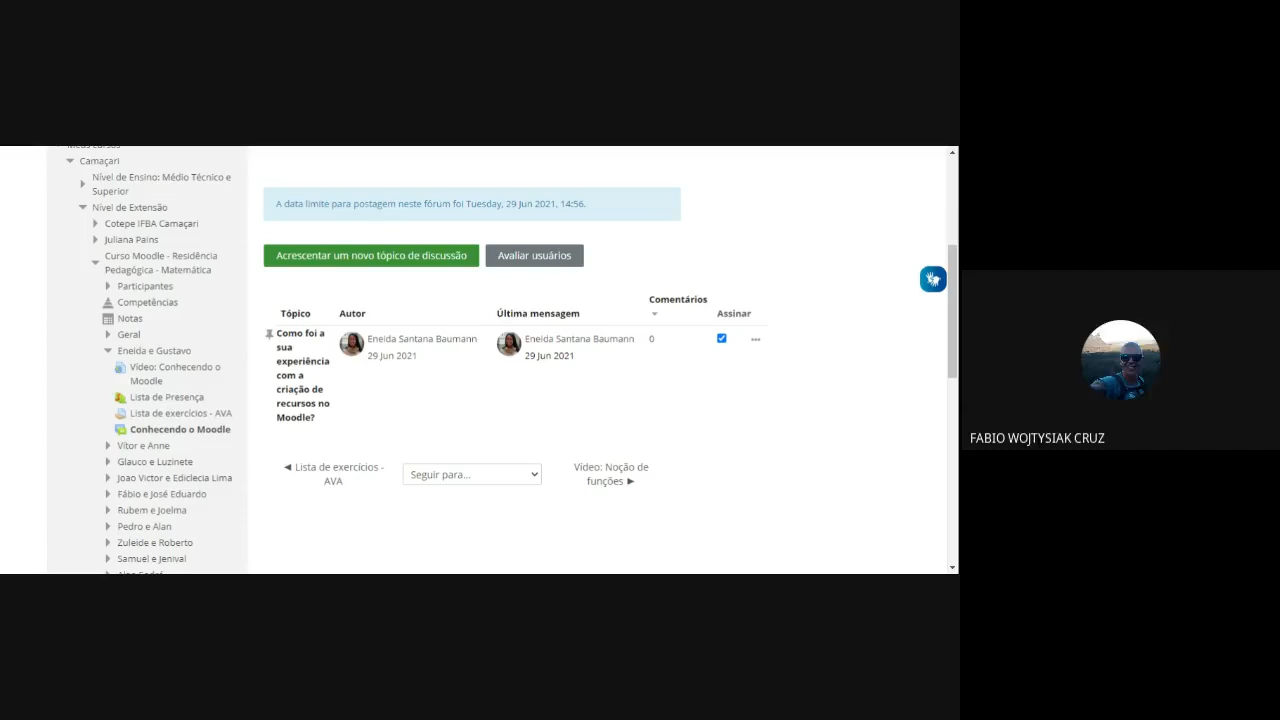 Meus cursos
Camaçari
Nível de Ensino: Médio Técnico e
Superior
Nível de Extensão
Cotepe IFBA Camaçari
Juliana Pains
Curso Moodle - Residência
Pedagógica - Matemática
Participantes
Competências
Notas
Geral
Eneida e Gustavo
Vídeo: Conhecendo o
Moodle
Lista de Presença
Lista de exercícios - AVA
Conhecendo o Moodle
Vitor e Anne
Glauco e Luzinete
Joao Victor e Ediclecia Lima
Fábio e José Eduardo
Rubem e Joelma
Pedro e Alan
Zuleide e Roberto
Samuel e Jenival
A data limite para postagem neste fórum foi Tuesday, 29 Jun 2021, 14:56.
Acrescentar um novo tópico de discussão
Avaliar usuários
Comentários
Tópico Autor Última mensagem Assinar
Como foi a
sua
experiência
com a
criação de
recursos no
Moodle?
Eneida Santana Baumann
29 Jun 2021
Eneida Santana Baumann
29 Jun 2021
0
◄ Lista de exercícios -
AVA
Seguir para...
Vídeo: Noção de
funções ►
FABIO WOJTYSIAK CRUZ